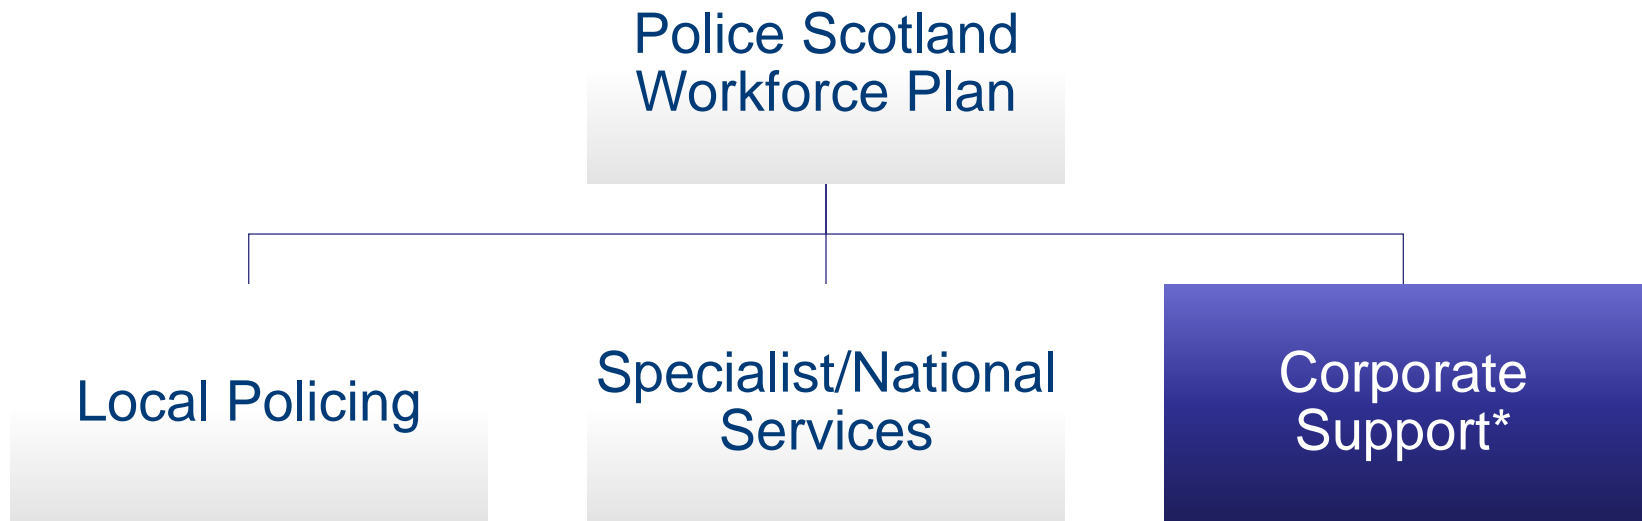 Police Scotland
Workforce Plan
Local Policing
Specialist/National
Services
Corporate
Support*